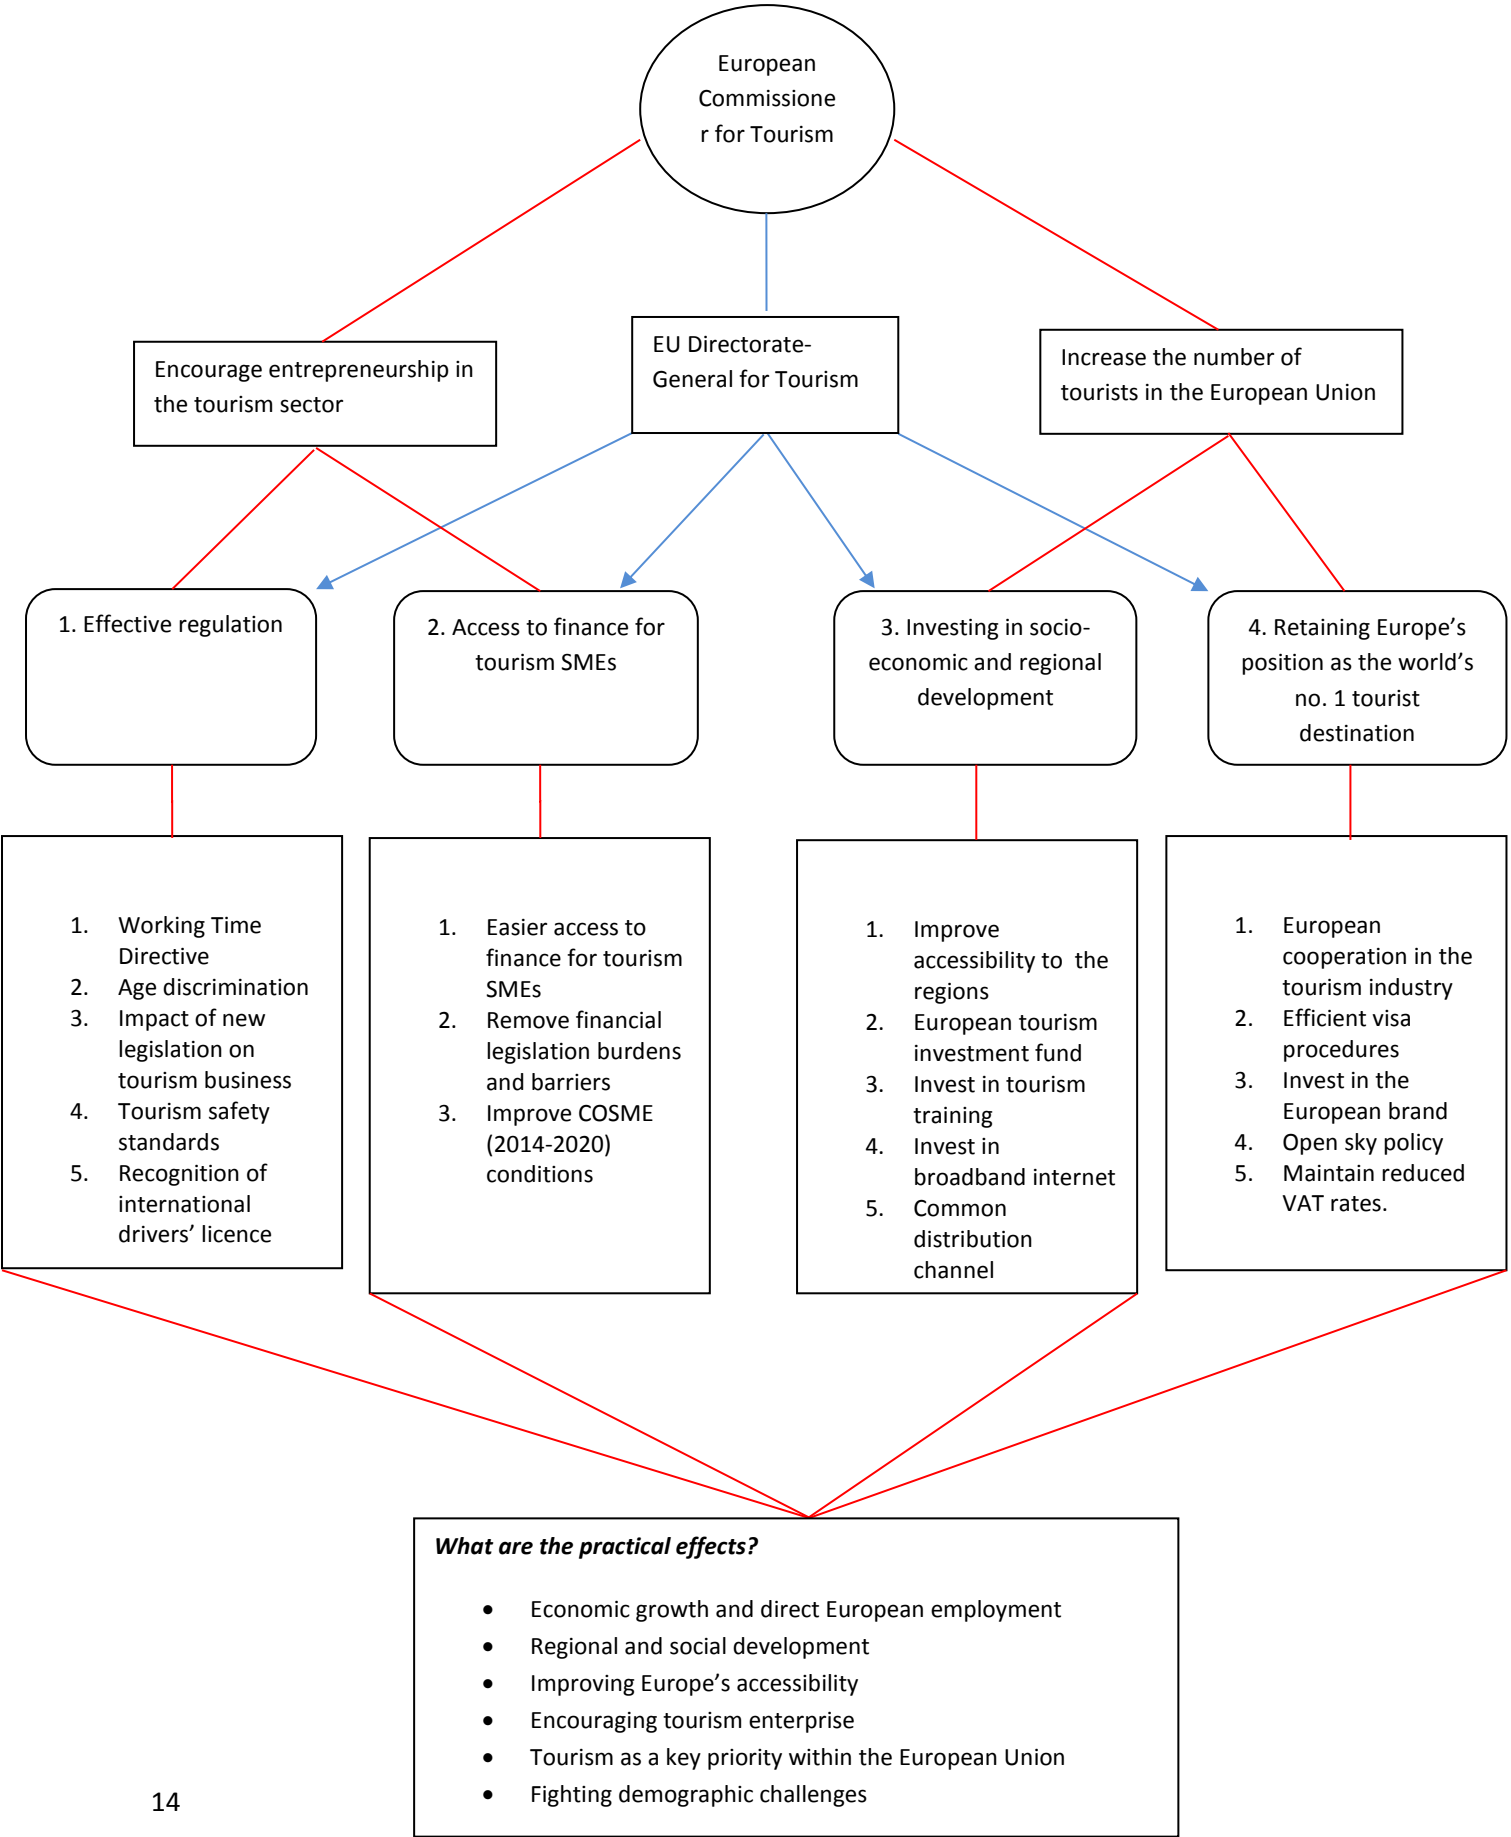 European
Commissione
r for Tourism
Encourage entrepreneurship in
the tourism sector
EU Directorate-
General for Tourism
Increase the number of
tourists in the European Union
1. Effective regulation
2. Access to finance for
tourism SMEs
3. Investing in socio-
economic and regional
development
4. Retaining Europe’s
position as the world’s
no. 1 tourist
destination
1. Working Time
Directive
2. Age discrimination
3. Impact of new
legislation on
tourism business
4. Tourism safety
standards
5. Recognition of
international
drivers’ licence
1. Easier access to
finance for tourism
SMEs
2. Remove financial
legislation burdens
and barriers
3. Improve COSME
(2014-2020)
conditions
1. Improve
accessibility to the
regions
2. European tourism
investment fund
3. Invest in tourism
training
4. Invest in
broadband internet
5. Common
distribution
channel
1. European
cooperation in the
tourism industry
2. Efficient visa
procedures
3. Invest in the
European brand
4. Open sky policy
5. Maintain reduced
VAT rates.
What are the practical effects?
• Economic growth and direct European employment
• Regional and social development
• Improving Europe’s accessibility
• Encouraging tourism enterprise
• Tourism as a key priority within the European Union
• Fighting demographic challenges
14